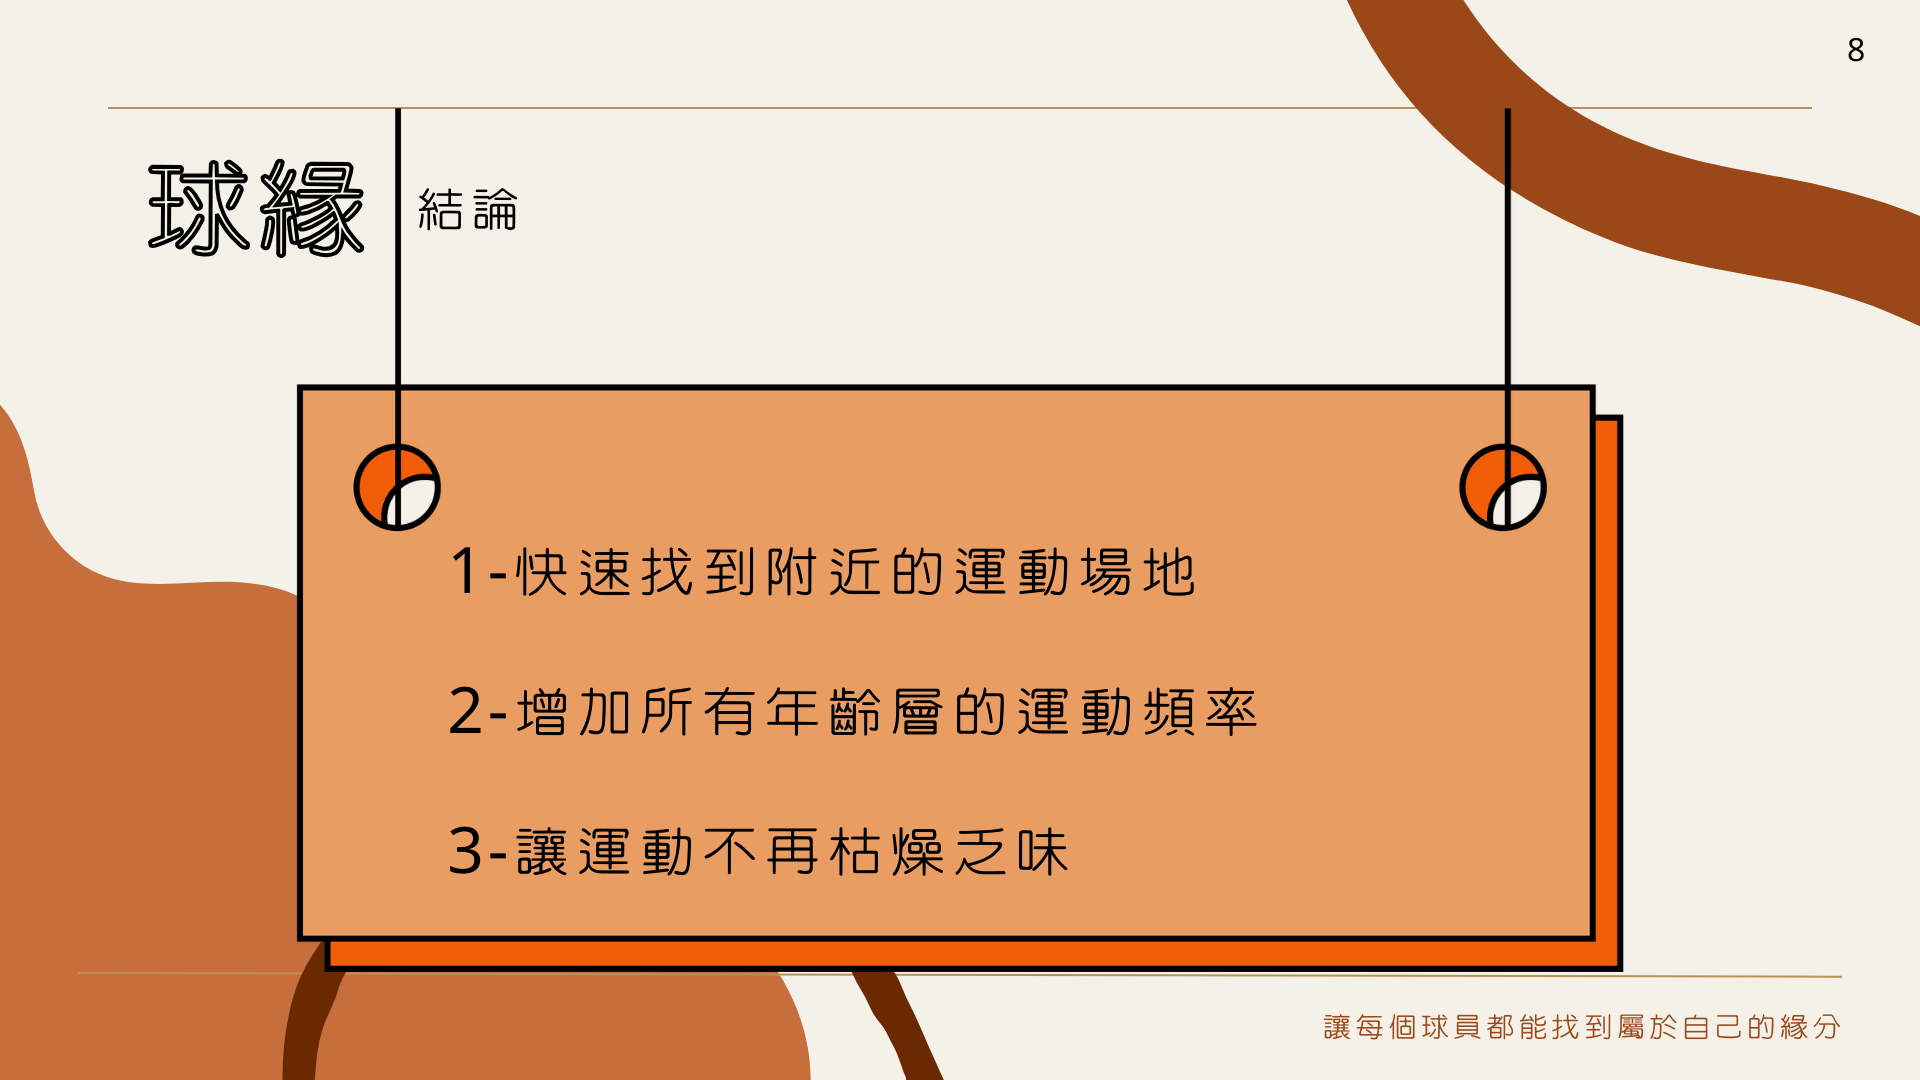 8
球緣
結論
1-快速找到附近的運動場地
2-增加所有年齡層的運動頻率
3-讓運動不再枯燥乏味
讓每個球員都能找到屬於自己的緣分